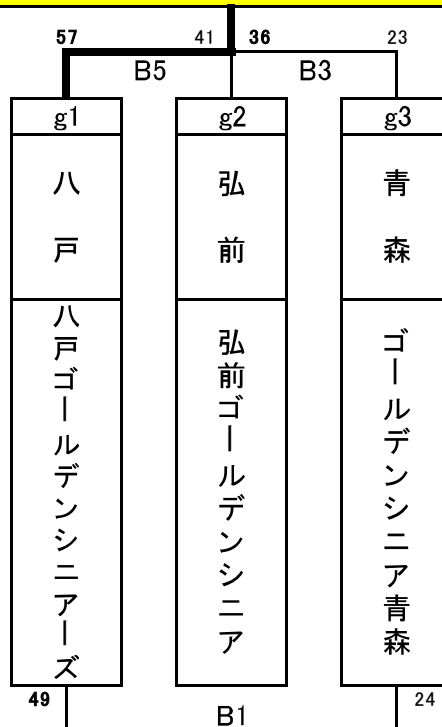 57 41 36 23
B5 B3
g1 g2 g3
八戸
弘前
青森
八戸ゴールデンシニアーズ
弘前ゴールデンシニア
ゴールデンシニア青森
49 B1 24